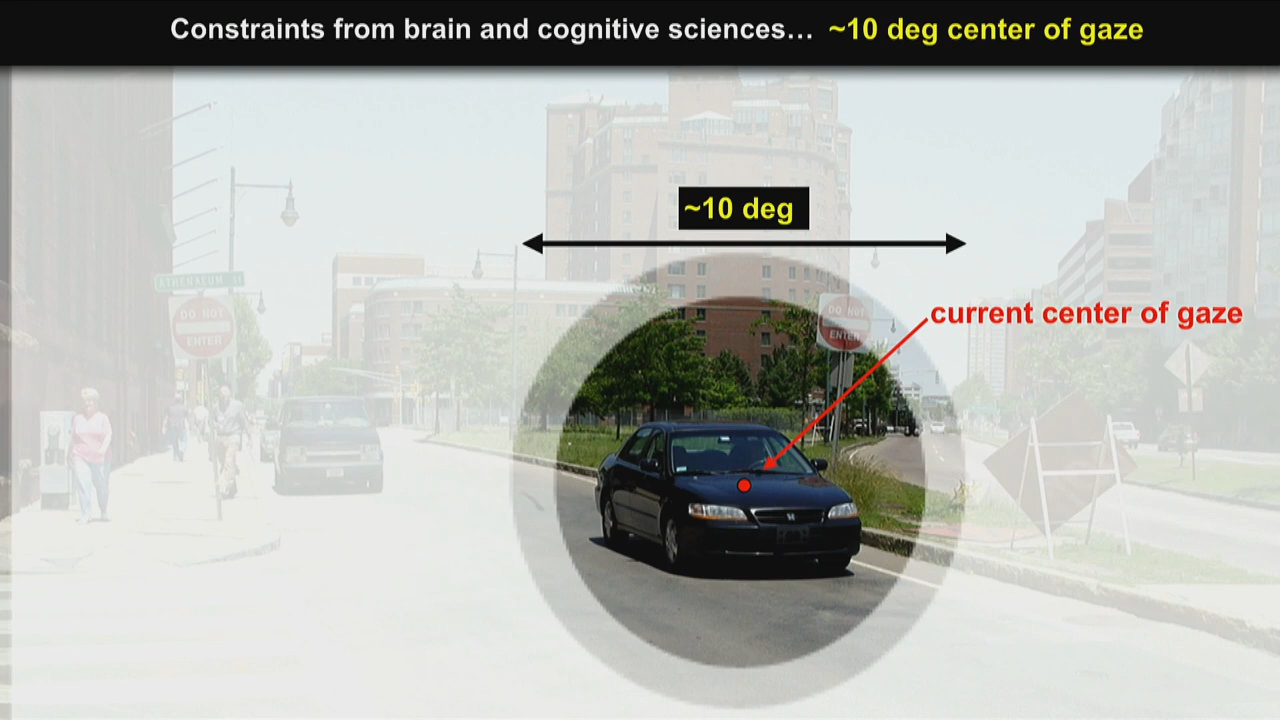 Constraints from brain and cognitive sciences... ~10 deg center of gaze
~10 deg
current center of gaze
ATHENAEUM ST
DO NOT
ENTER
DO NOT
ENTER